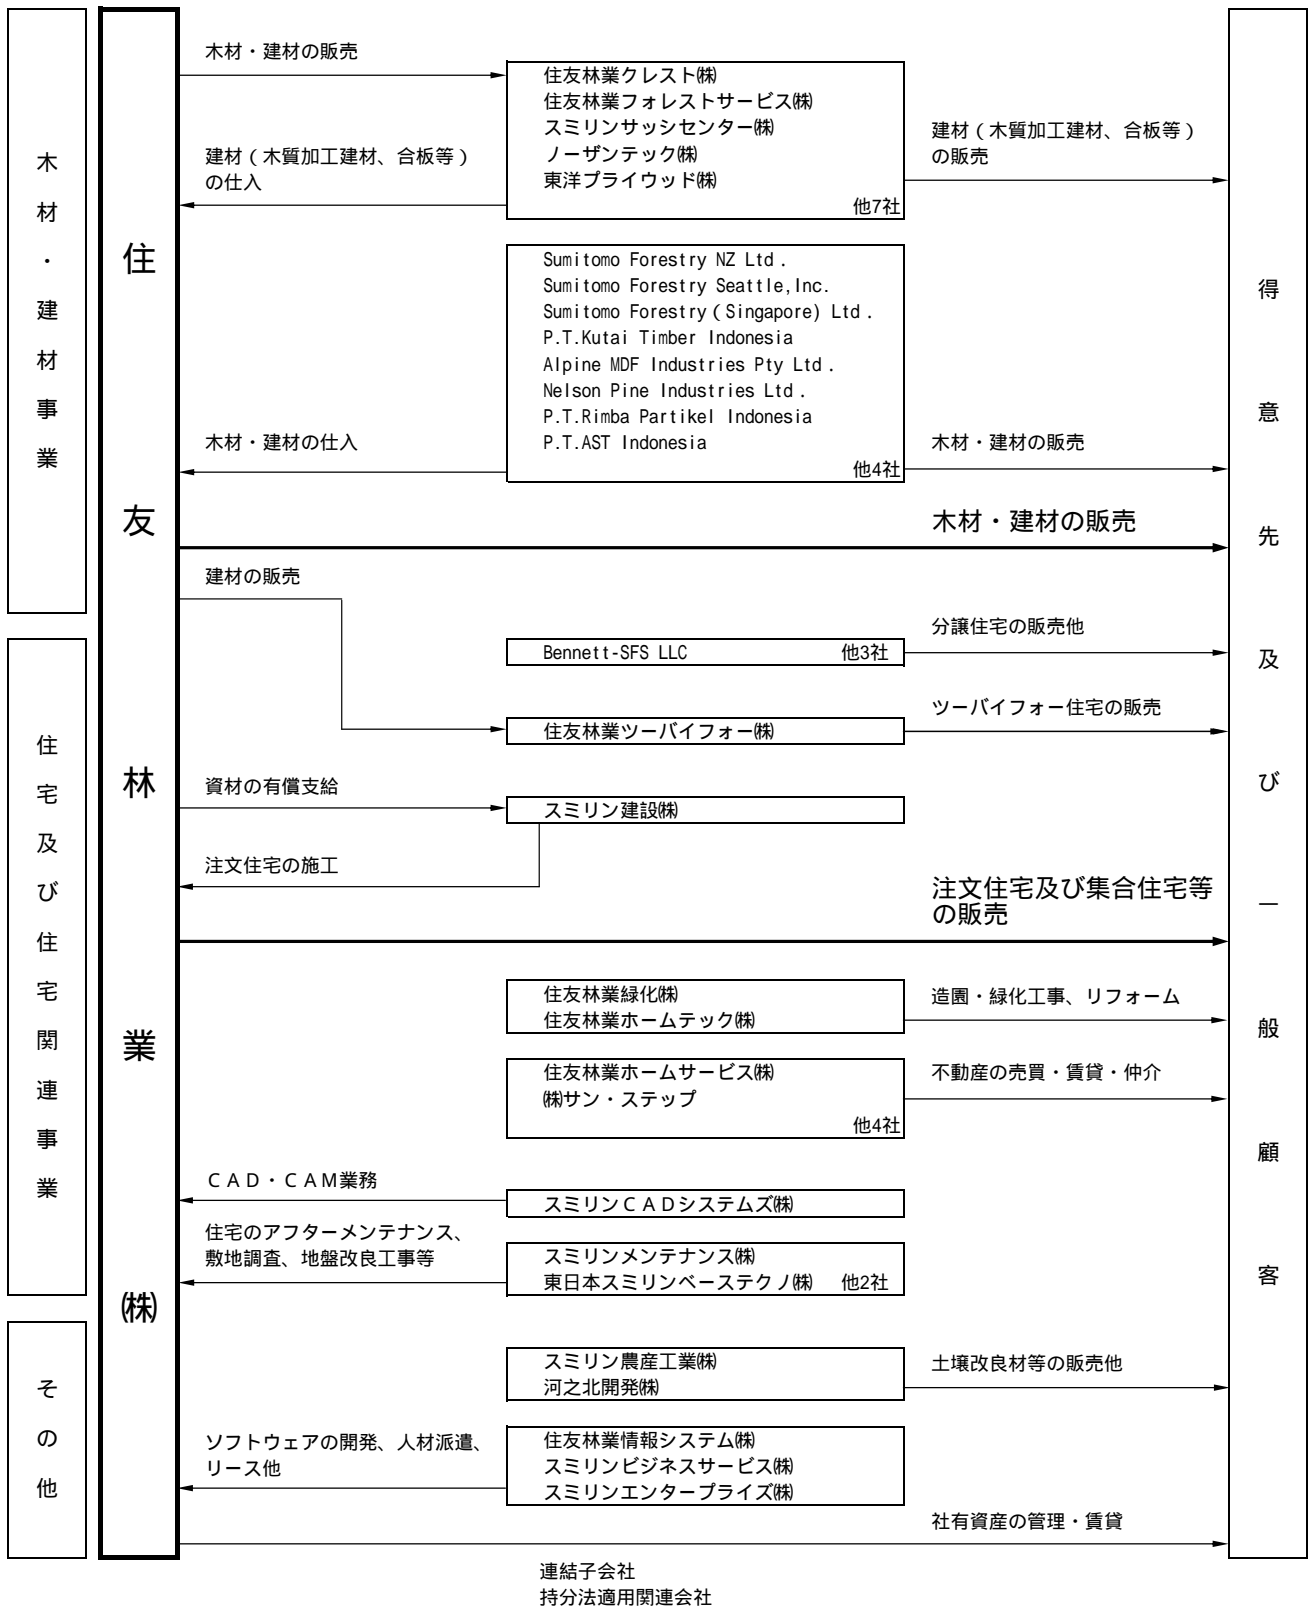 木材・建材事業
住宅及び住宅関連事業
その他
住友林業㈱
木材・建材の販売
建材（木質加工建材、合板等）
の仕入
住友林業クレスト㈱
住友林業フォレストサービス㈱
スミリンサッシセンター㈱
ノーザンテック㈱
東洋プライウッド㈱
他7社
建材（木質加工建材、合板等）
の販売
Sumitomo Forestry NZ Ltd.
Sumitomo Forestry Seattle,Inc.
Sumitomo Forestry(Singapore) Ltd.
P.T.Kutai Timber Indonesia
Alpine MDF Industries Pty Ltd.
Nelson Pine Industries Ltd.
P.T.Rimba Partikel Indonesia
P.T.AST Indonesia
他4社
木材・建材の仕入
木材・建材の販売
木材・建材の販売
建材の販売
Bennett-SFS LLC 他3社
分譲住宅の販売他
住友林業ツーバイフォー㈱
ツーバイフォー住宅の販売
資材の有償支給
スミリン建設㈱
注文住宅の施工
注文住宅及び集合住宅等
の販売
住友林業緑化㈱
住友林業ホームテック㈱
造園・緑化工事、リフォーム
住友林業ホームサービス㈱
㈱サン・ステップ
他4社
不動産の売買・賃貸・仲介
ＣＡＤ・ＣＡＭ業務
スミリンＣＡＤシステムズ㈱
住宅のアフターメンテナンス、
敷地調査、地盤改良工事等
スミリンメンテナンス㈱
東日本スミリンベーステクノ㈱ 他2社
スミリン農産工業㈱
河之北開発㈱
土壌改良材等の販売他
ソフトウェアの開発、人材派遣、
リース他
住友林業情報システム㈱
スミリンビジネスサービス㈱
スミリンエンタープライズ㈱
社有資産の管理・賃貸
得意先及び一般顧客
連結子会社
持分法適用関連会社